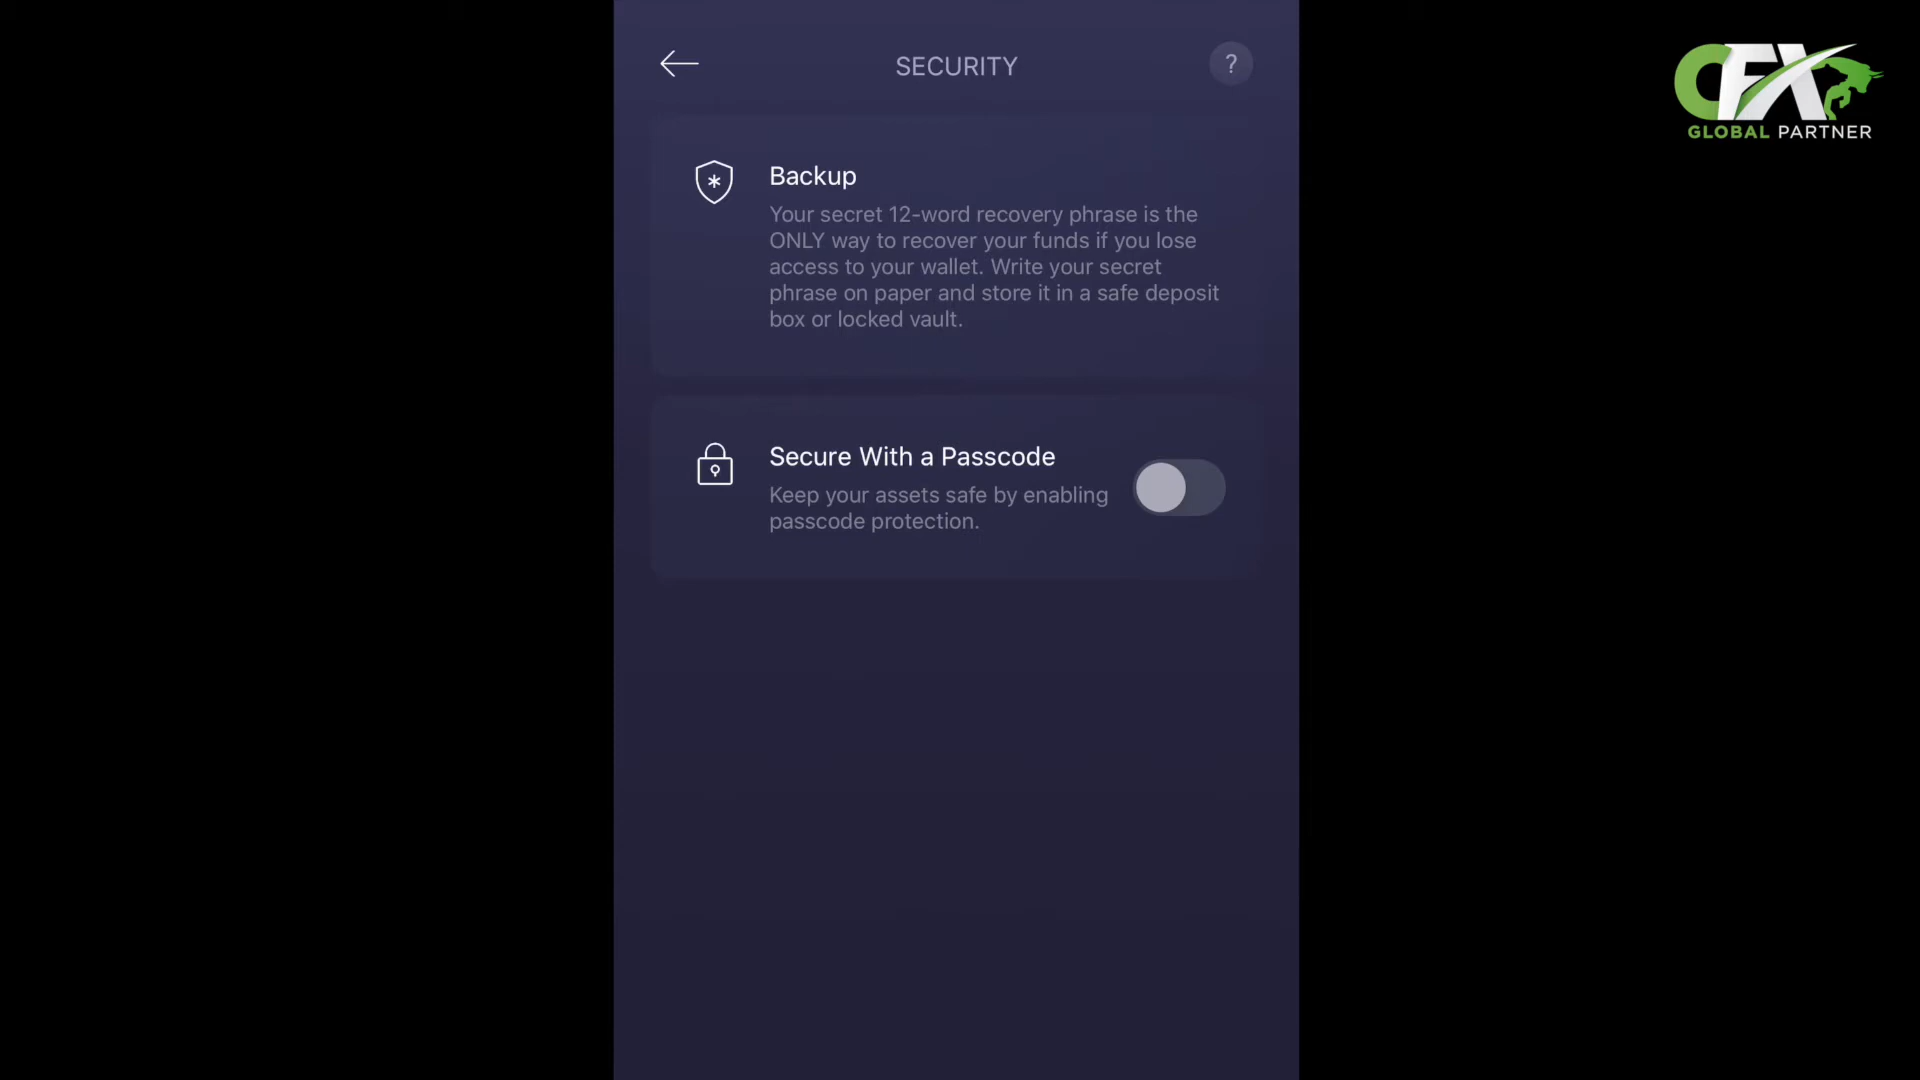 SECURITY
?
CFX
GLOBAL PARTNER
Backup
Your secret 12-word recovery phrase is the
ONLY way to recover your funds if you lose
access to your wallet. Write your secret
phrase on paper and store it in a safe deposit
box or locked vault.
Secure With a Passcode
Keep your assets safe by enabling
passcode protection.